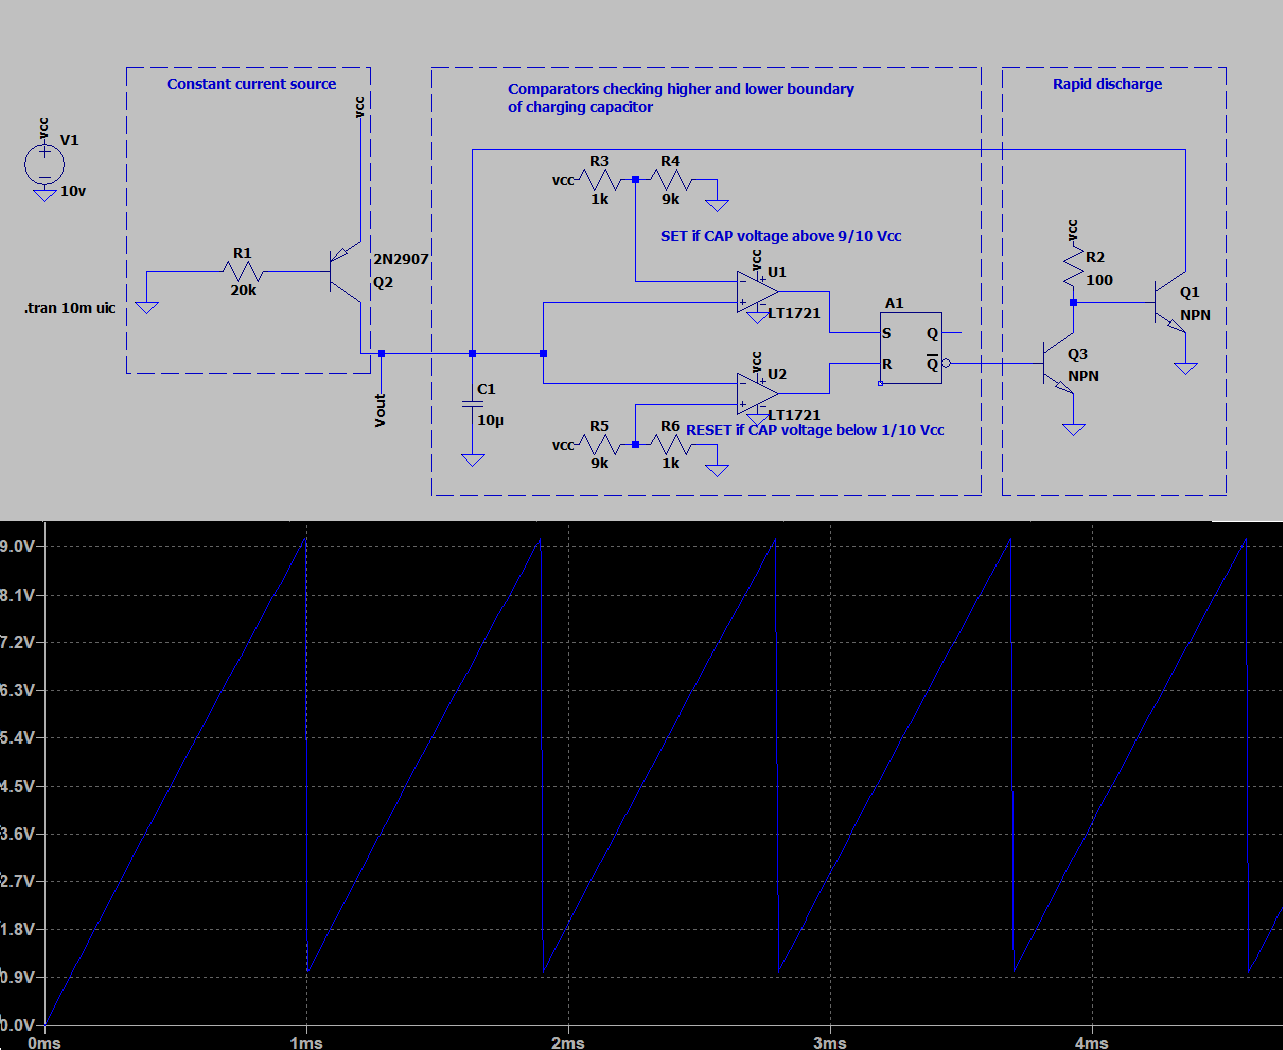 Constant current source
Comparators checking higher and lower boundary
of charging capacitor
Rapid discharge
vcc
V1
10v
vcc
R1
20k
2N2907
Q2
.tran 10m uic
Vout
C1
10µ
R3
R4
vcc
1k
9k
SET if CAP voltage above 9/10 Vcc
vcc
U1
LT1721
vcc
U2
LT1721
RESET if CAP voltage below 1/10 Vcc
R5
R6
vcc
9k
1k
A1
S
Q
R
Q
vcc
R2
100
Q1
NPN
Q3
NPN
9.0V
8.1V
7.2V
6.3V
5.4V
4.5V
3.6V
2.7V
1.8V
0.9V
0.0V
0ms
1ms
2ms
3ms
4ms